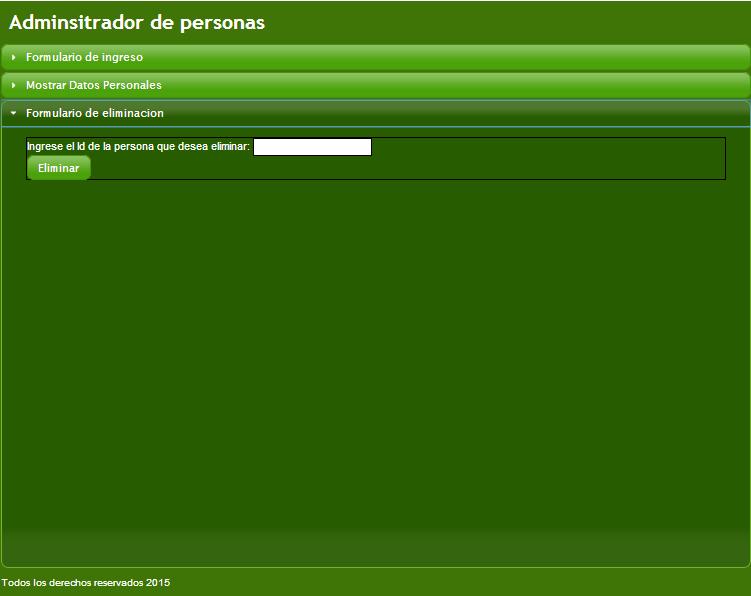 Adminsitrador de personas
Formulario de ingreso
Mostrar Datos Personales
Formulario de eliminacion
Ingrese el Id de la persona que desea eliminar:
Eliminar
Todos los derechos reservados 2015